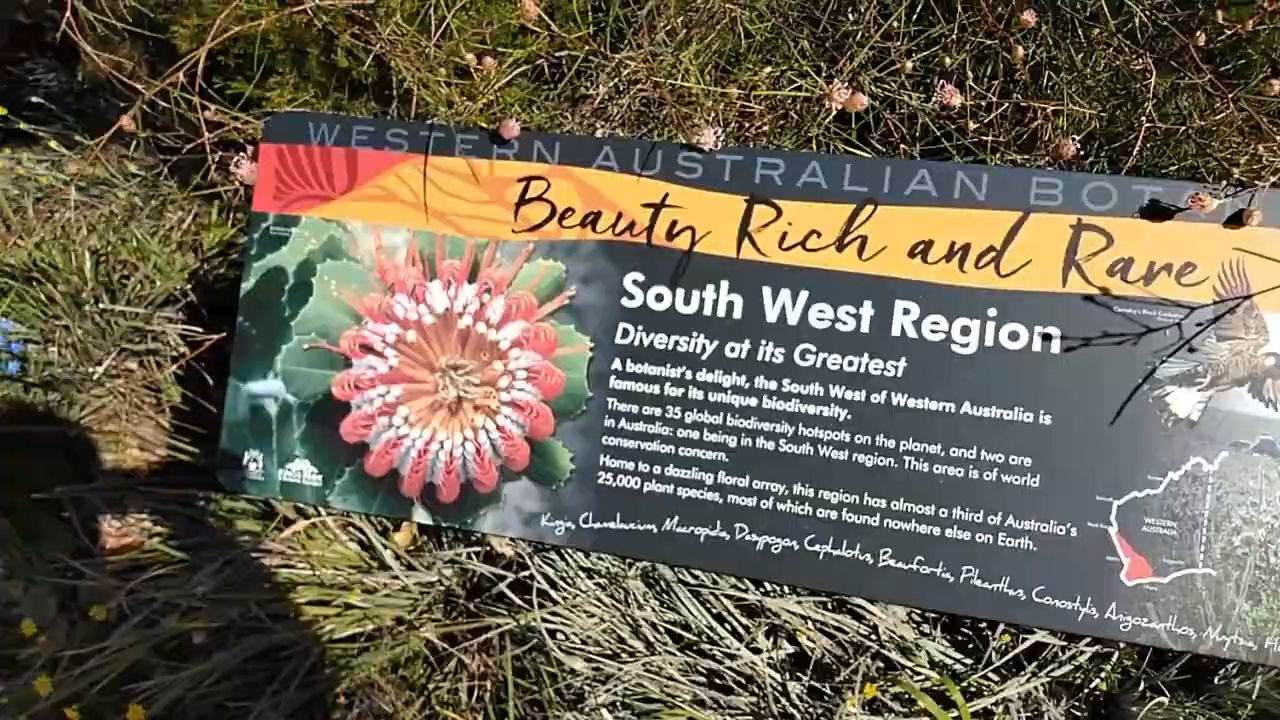 WESTERN AUSTRALIAN BOT
Beauty Rich and Rare
South West Region
Diversity at its Greatest
A botanist's delight, the South West of Western Australia is
famous for its unique biodiversity.
There are 35 global biodiversity hotspots on the planet, and two are
in Australia: one being in the South West region. This area is of world
conservation concern.
Home to a dazzling floral array, this region has almost a third of Australia's
25,000 plant species, most of which are found nowhere else on Earth.
Kingia, Chamelaucium, Macropidia, Dasypogon, Cephalotus, Beaufortia, Pileanthus, Conostylis, Anigozanthos, Nuytsia,
WESTERN
AUSTRALIA